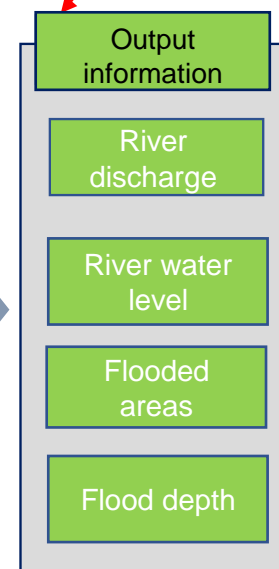 Output
information
River
discharge
River water
level
Flooded
areas
Flood depth